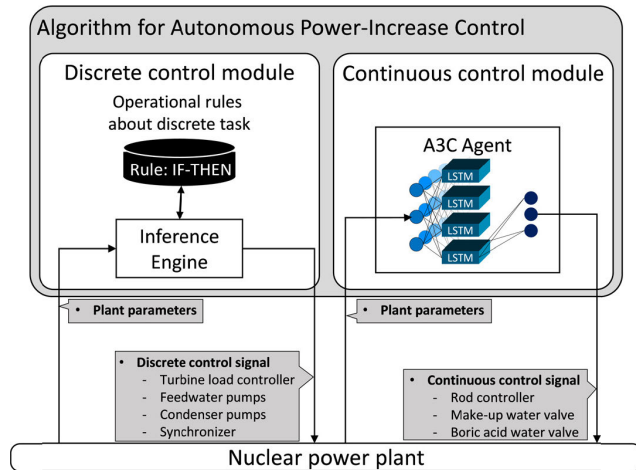 Algorithm for Autonomous Power-Increase Control
Discrete control module
Operational rules
about discrete task
Rule: IF-THEN
Inference
Engine
Continuous control module
A3C Agent
LSTM
LSTM
LSTM
LSTM
• Plant parameters
• Plant parameters
• Discrete control signal
- Turbine load controller
- Feedwater pumps
- Condenser pumps
- Synchronizer
• Continuous control signal
- Rod controller
- Make-up water valve
- Boric acid water valve
Nuclear power plant